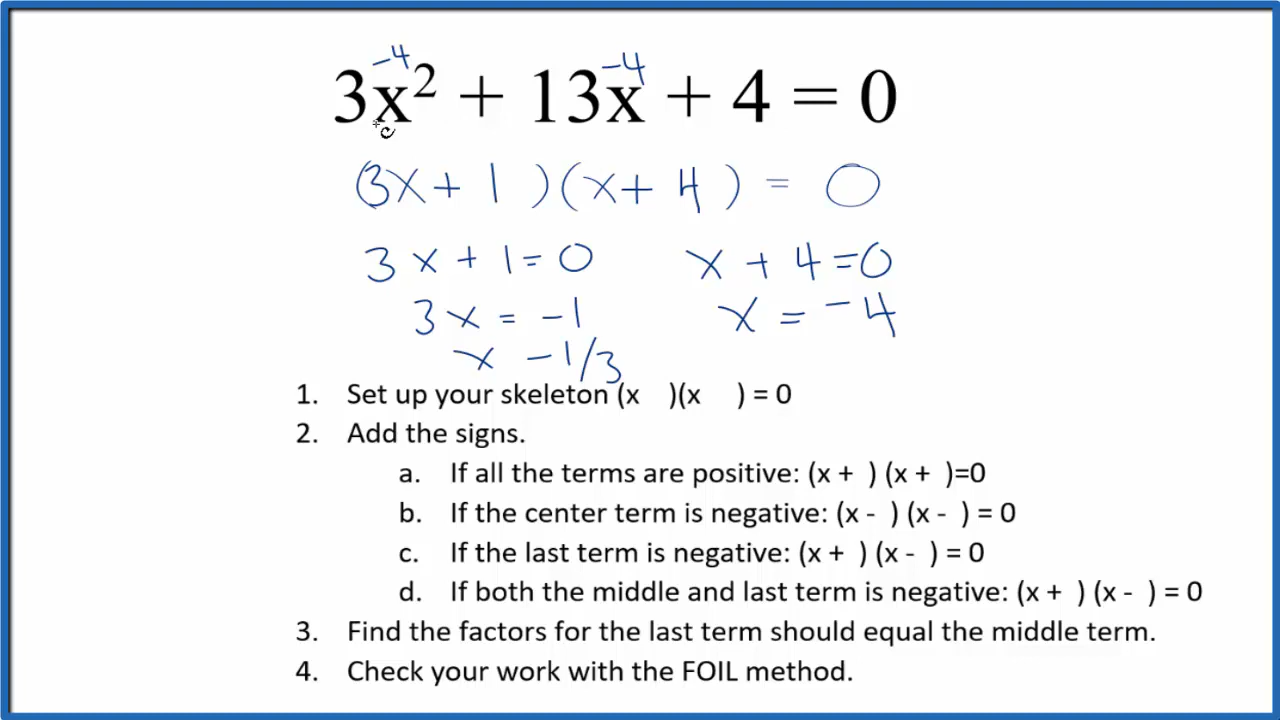 -4 -4
3x² + 13x + 4 = 0
(3x + 1 )(x + 4 ) = 0
3x + 1 = 0 x + 4 = 0
3x = -1 x = -4
x -1/3
1. Set up your skeleton (x )(x ) = 0
2. Add the signs.
a. If all the terms are positive: (x + ) (x + )=0
b. If the center term is negative: (x - ) (x - ) = 0
c. If the last term is negative: (x + ) (x - ) = 0
d. If both the middle and last term is negative: (x + ) (x - ) = 0
3. Find the factors for the last term should equal the middle term.
4. Check your work with the FOIL method.